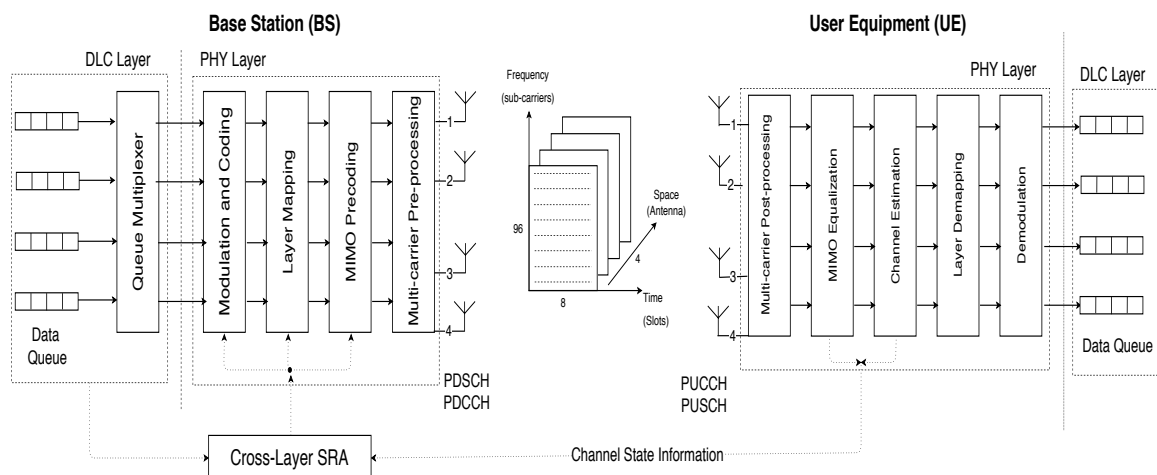 Base Station (BS)
User Equipment (UE)
DLC Layer
PHY Layer
Queue Multiplexer
Modulation and Coding
Layer Mapping
MIMO Precoding
Multi-carrier Pre-processing
1
2
3
4
Data
Queue
PDSCH
PDCCH
Frequency
(sub-carriers)
96
8
Space
(Antenna)
4
Time
(Slots)
PHY Layer
DLC Layer
1
2
3
4
Multi-carrier Post-processing
MIMO Equalization
Channel Estimation
Layer Demapping
Demodulation
Data Queue
PUCCH
PUSCH
Cross-Layer SRA
Channel State Information